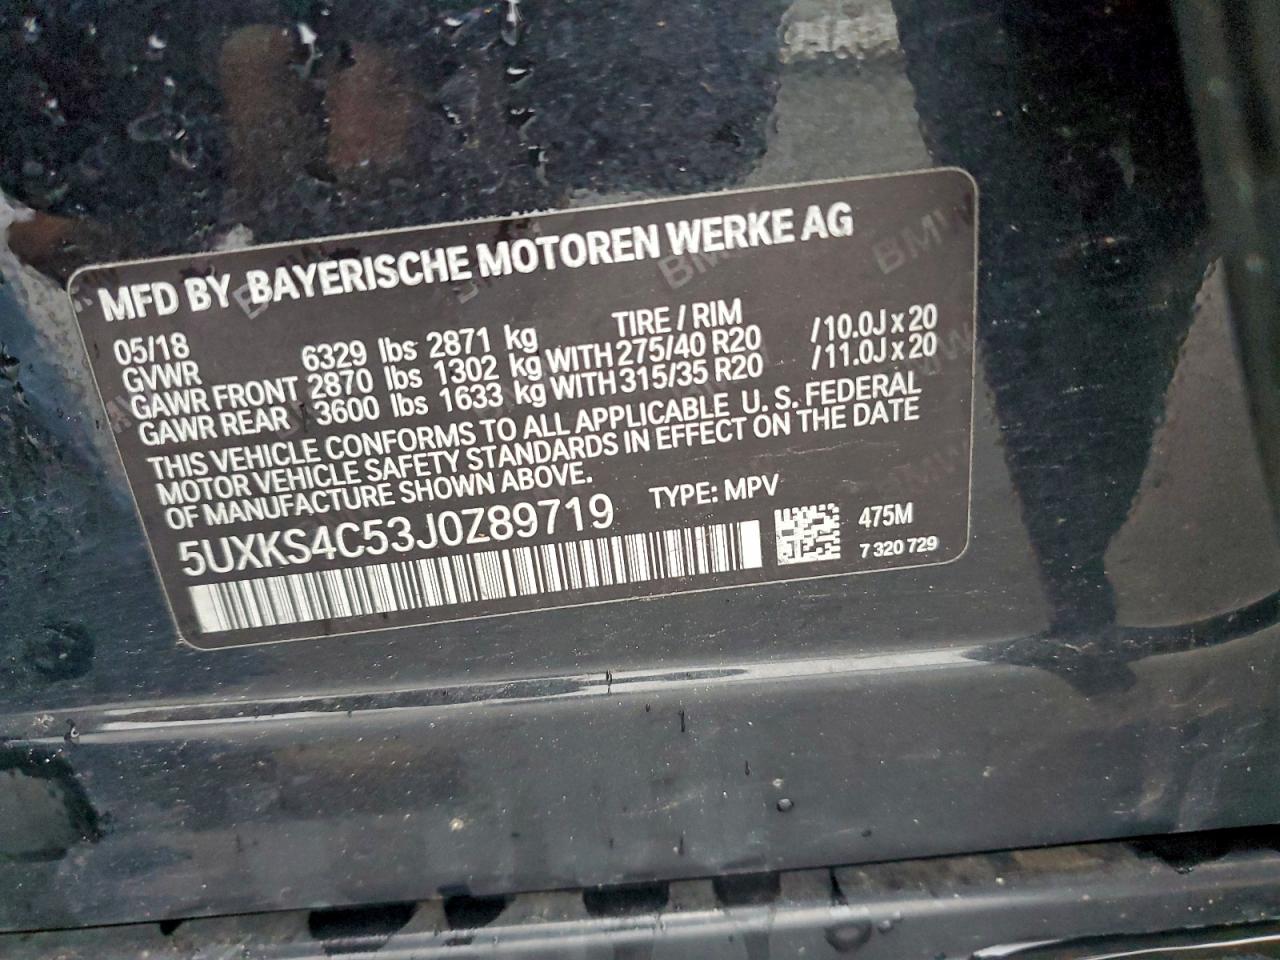 MFD BY BAYERISCHE MOTOREN WERKE AG
05/18 TIRE / RIM
GVWR 6329 lbs 2871 kg
GAWR FRONT 2870 lbs 1302 kg WITH 275/40 R20 /10.0J x 20
GAWR REAR 3600 lbs 1633 kg WITH 315/35 R20 /11.0J x 20
THIS VEHICLE CONFORMS TO ALL APPLICABLE U. S. FEDERAL
MOTOR VEHICLE SAFETY STANDARDS IN EFFECT ON THE DATE
OF MANUFACTURE SHOWN ABOVE.
5UXKS4C53J0Z89719 TYPE: MPV
475M
7 320 729